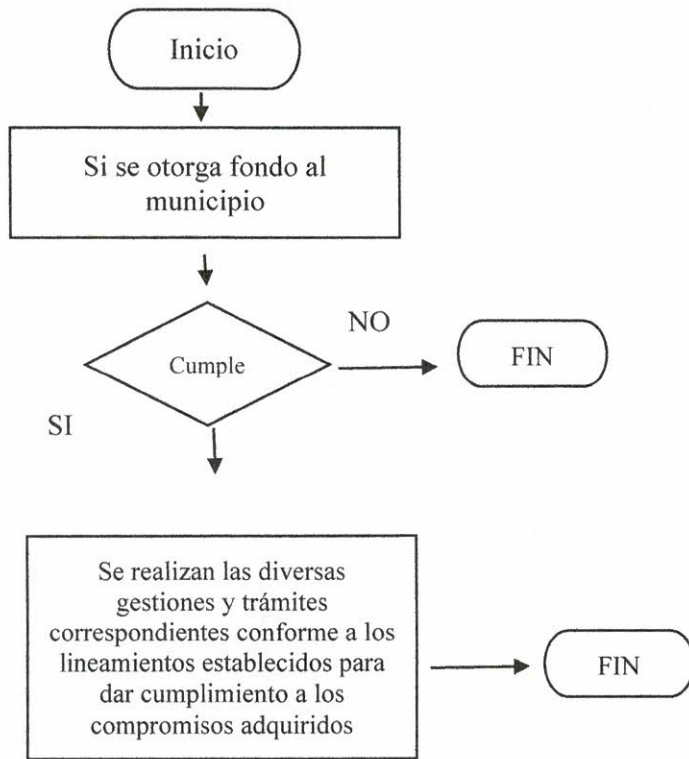 Inicio
Si se otorga fondo al
municipio
NO
Cumple
FIN
SI
Se realizan las diversas
gestiones y trámites
correspondientes conforme a los
lineamientos establecidos para
dar cumplimiento a los
compromisos adquiridos
FIN